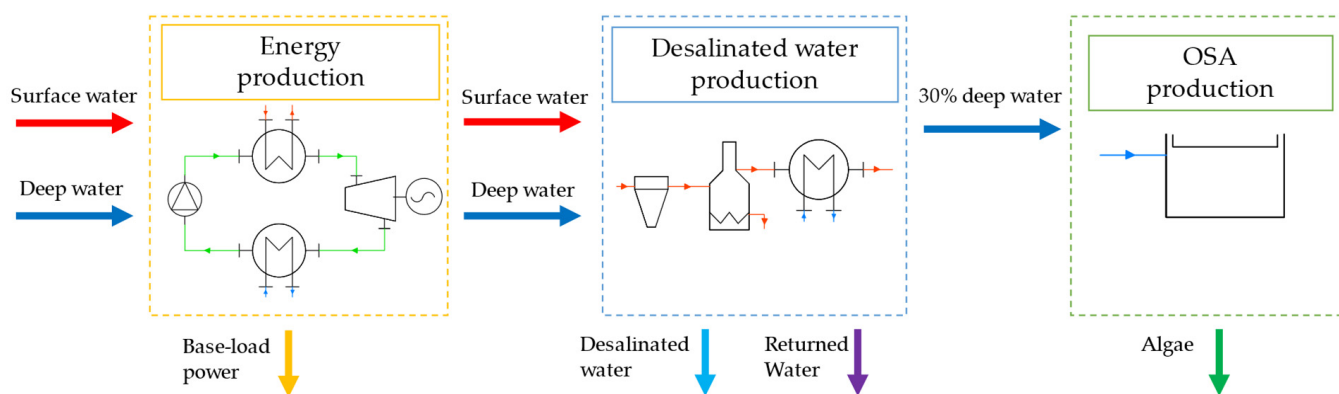 Energy
production
Surface water
Deep water
Base-load
power
Surface water
Deep water
Desalinated water
production
Desalinated
water
Returned
Water
30% deep water
OSA
production
Algae